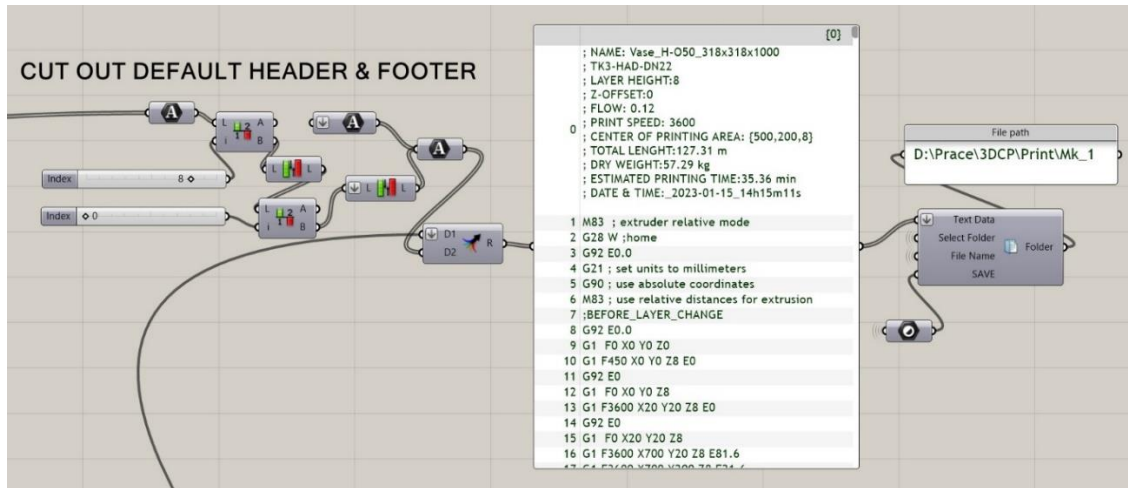 CUT OUT DEFAULT HEADER & FOOTER
A
L A
i B
L L
Index 8
Index 0
L A
i B
A
L L
A
D1
D2 R
{0}
0
; NAME: Vase_H-O50_318x318x1000
; TK3-HAD-DN22
; LAYER HEIGHT:8
; Z-OFFSET:0
; FLOW: 0.12
; PRINT SPEED: 3600
; CENTER OF PRINTING AREA: {500,200,8}
; TOTAL LENGHT:127.31 m
; DRY WEIGHT:57.29 kg
; ESTIMATED PRINTING TIME:35.36 min
; DATE & TIME:_2023-01-15_14h15m11s
1 M83 ; extruder relative mode
2 G28 W ;home
3 G92 E0.0
4 G21 ; set units to millimeters
5 G90 ; use absolute coordinates
6 M83 ; use relative distances for extrusion
7 ;BEFORE_LAYER_CHANGE
8 G92 E0.0
9 G1 F0 X0 Y0 Z0
10 G1 F450 X0 Y0 Z8 E0
11 G92 E0
12 G1 F0 X0 Y0 Z8
13 G1 F3600 X20 Y20 Z8 E0
14 G92 E0
15 G1 F0 X20 Y20 Z8
16 G1 F3600 X700 Y20 Z8 E81.6
File path
D:\Prace\3DCP\Print\Mk_1
Text Data
Select Folder
File Name
SAVE
Folder